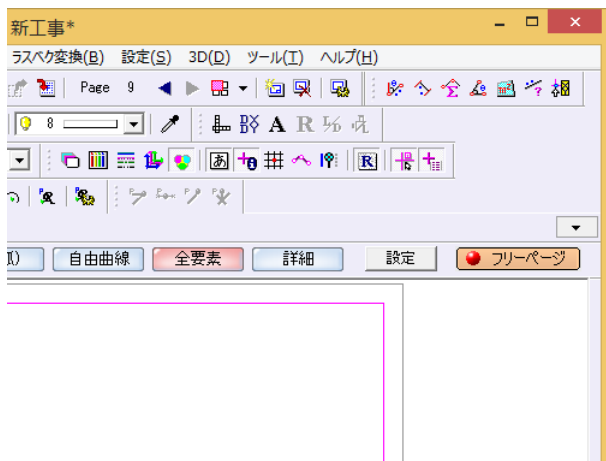 新工事*
ラスベク変換(B) 設定(S) 3D(D) ツール(T) ヘルプ(H)
Page 9
8 A R
あ R
自由曲線 全要素 詳細 設定 フリーページ